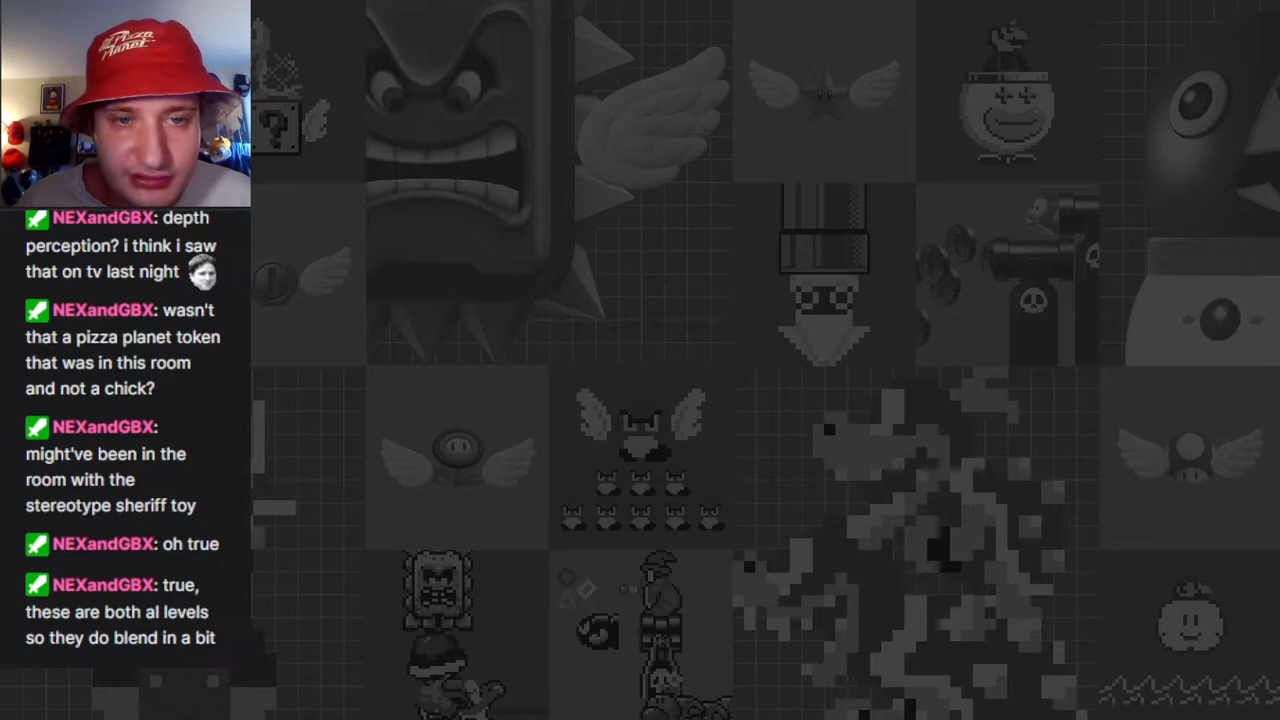 Pizza
Planet
NEXandGBX: depth
perception? i think i saw
that on tv last night
NEXandGBX: wasn't
that a pizza planet token
that was in this room
and not a chick?
NEXandGBX:
might've been in the
room with the
stereotype sheriff toy
NEXandGBX: oh true
NEXandGBX: true,
these are both al levels
so they do blend in a bit
?